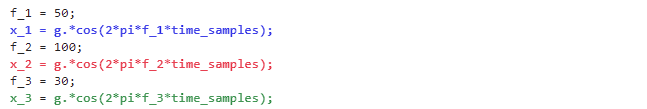 f_1 = 50;
x_1 = g.*cos(2*pi*f_1*time_samples);
f_2 = 100;
x_2 = g.*cos(2*pi*f_2*time_samples);
f_3 = 30;
x_3 = g.*cos(2*pi*f_3*time_samples);